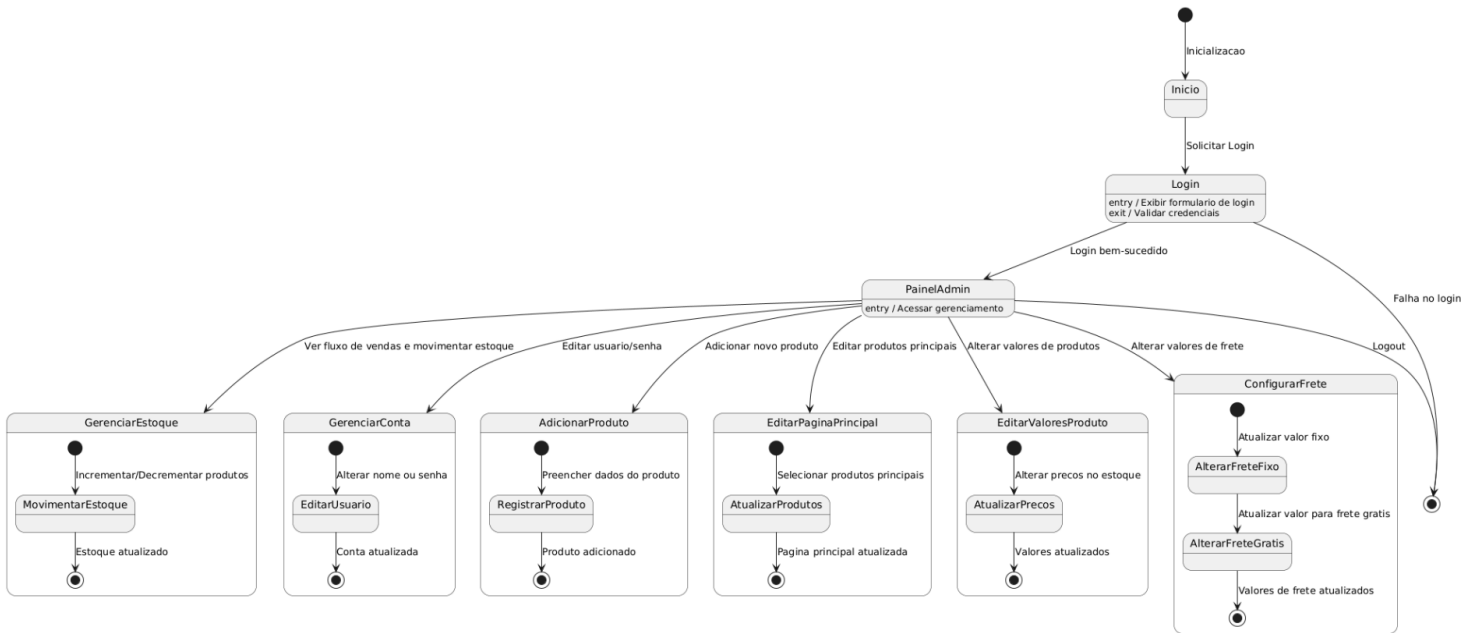 Inicializacao
Inicio
Solicitar Login
Login
entry / Exibir formulario de login
exit / Validar credenciais
Login bem-sucedido
Falha no login
PainelAdmin
entry / Acessar gerenciamento
Ver fluxo de vendas e movimentar estoque
Editar usuario/senha
Adicionar novo produto
Editar produtos principais
Alterar valores de produtos
Alterar valores de frete
Logout
GerenciarEstoque
Incrementar/Decrementar produtos
MovimentarEstoque
Estoque atualizado
GerenciarConta
Alterar nome ou senha
EditarUsuario
Conta atualizada
AdicionarProduto
Preencher dados do produto
RegistrarProduto
Produto adicionado
EditarPaginaPrincipal
Selecionar produtos principais
AtualizarProdutos
Pagina principal atualizada
EditarValoresProduto
Alterar precos no estoque
AtualizarPrecos
Valores atualizados
ConfigurarFrete
Atualizar valor fixo
AlterarFreteFixo
Atualizar valor para frete gratis
AlterarFreteGratis
Valores de frete atualizados